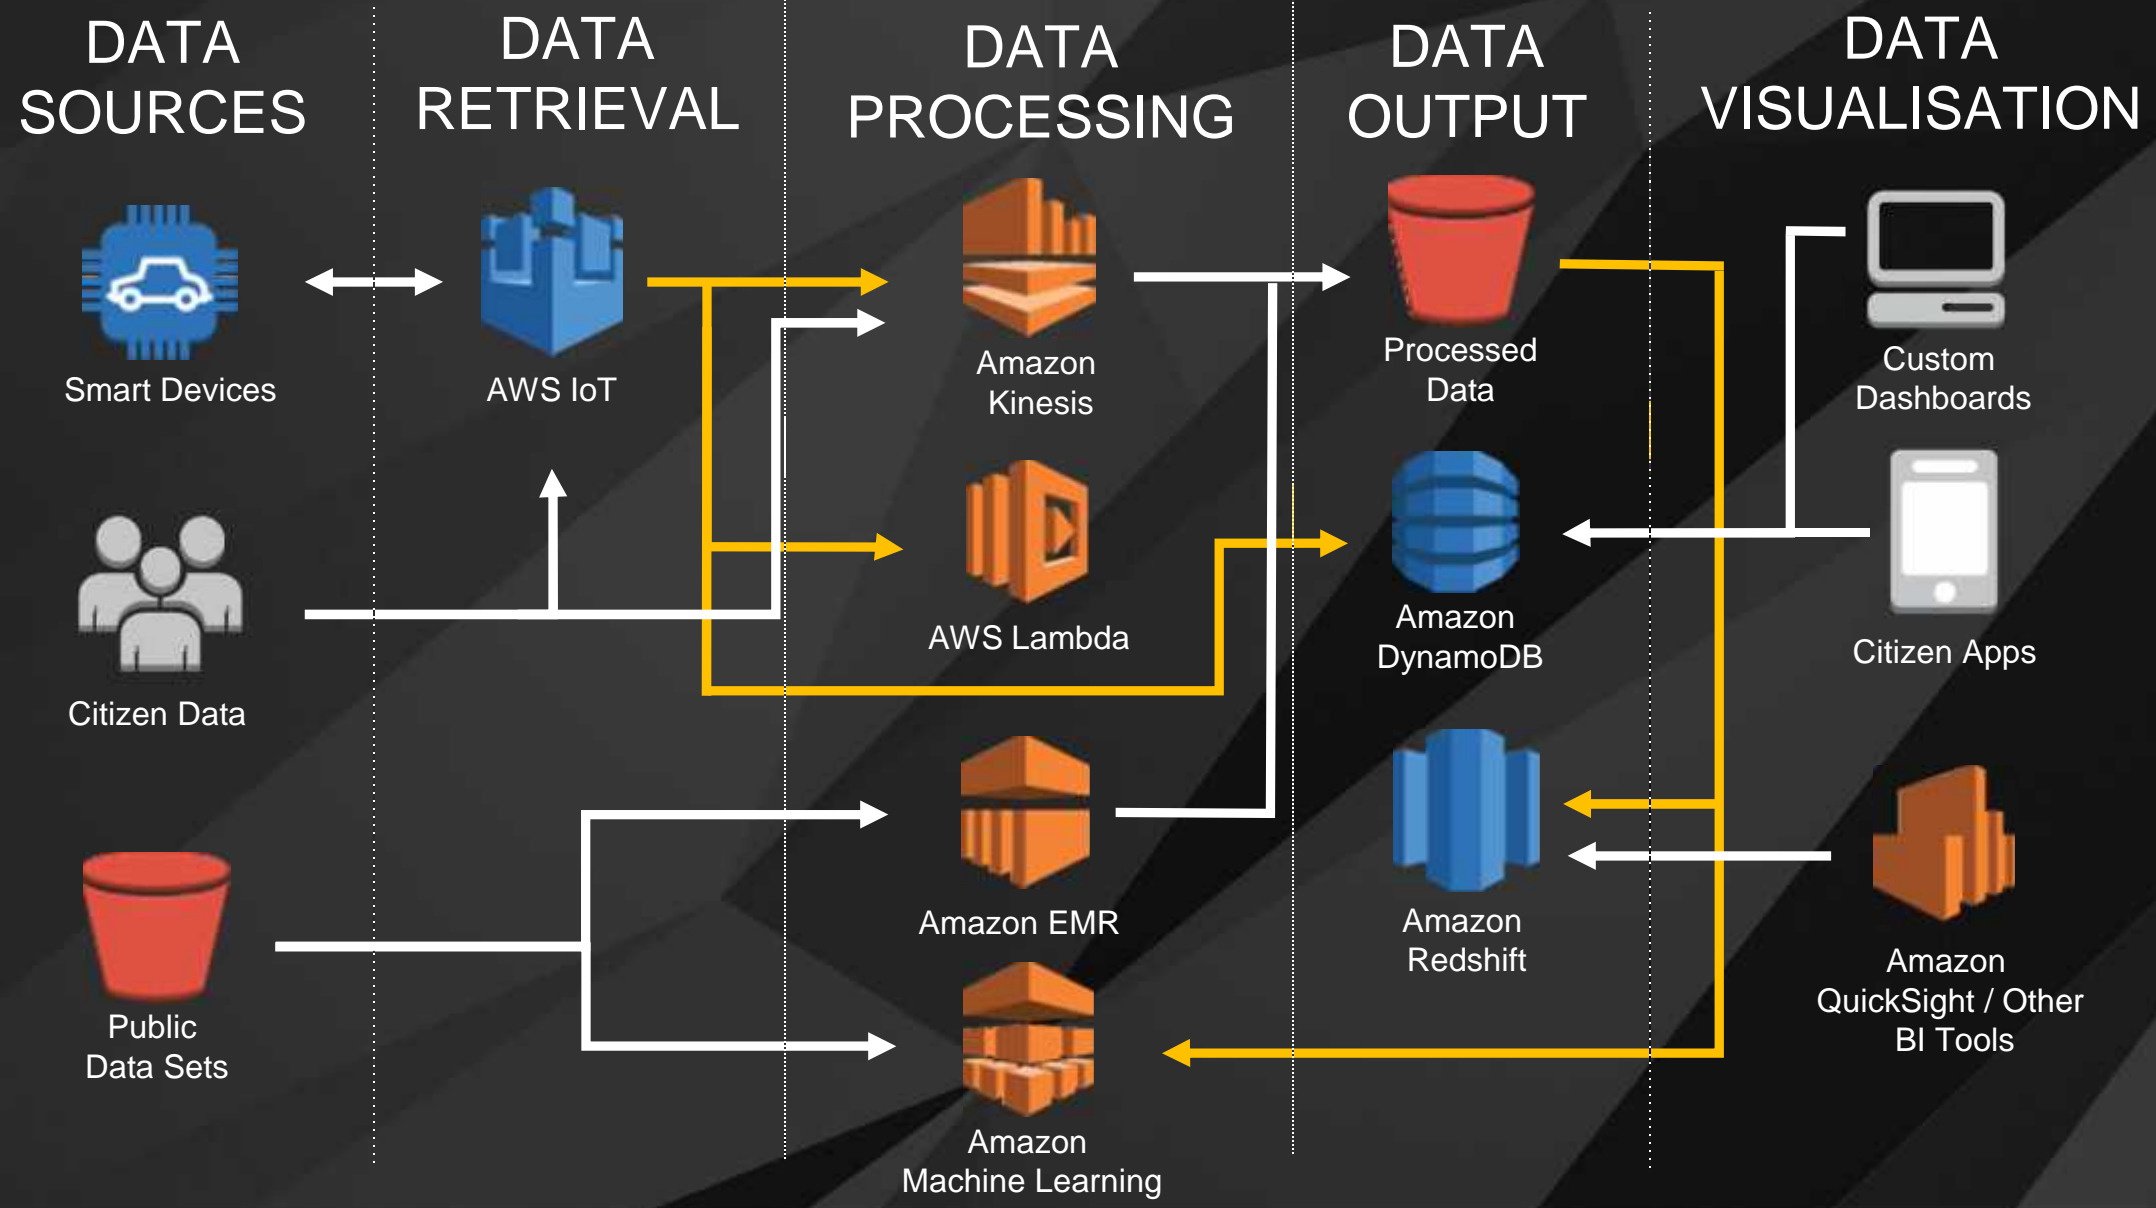 DATA
SOURCES
DATA
RETRIEVAL
DATA
PROCESSING
DATA
OUTPUT
DATA
VISUALISATION
Smart Devices
Citizen Data
Public
Data Sets
AWS IoT
Amazon
Kinesis
AWS Lambda
Amazon EMR
Amazon
Machine Learning
Processed
Data
Amazon
DynamoDB
Amazon
Redshift
Custom
Dashboards
Citizen Apps
Amazon
QuickSight / Other
BI Tools